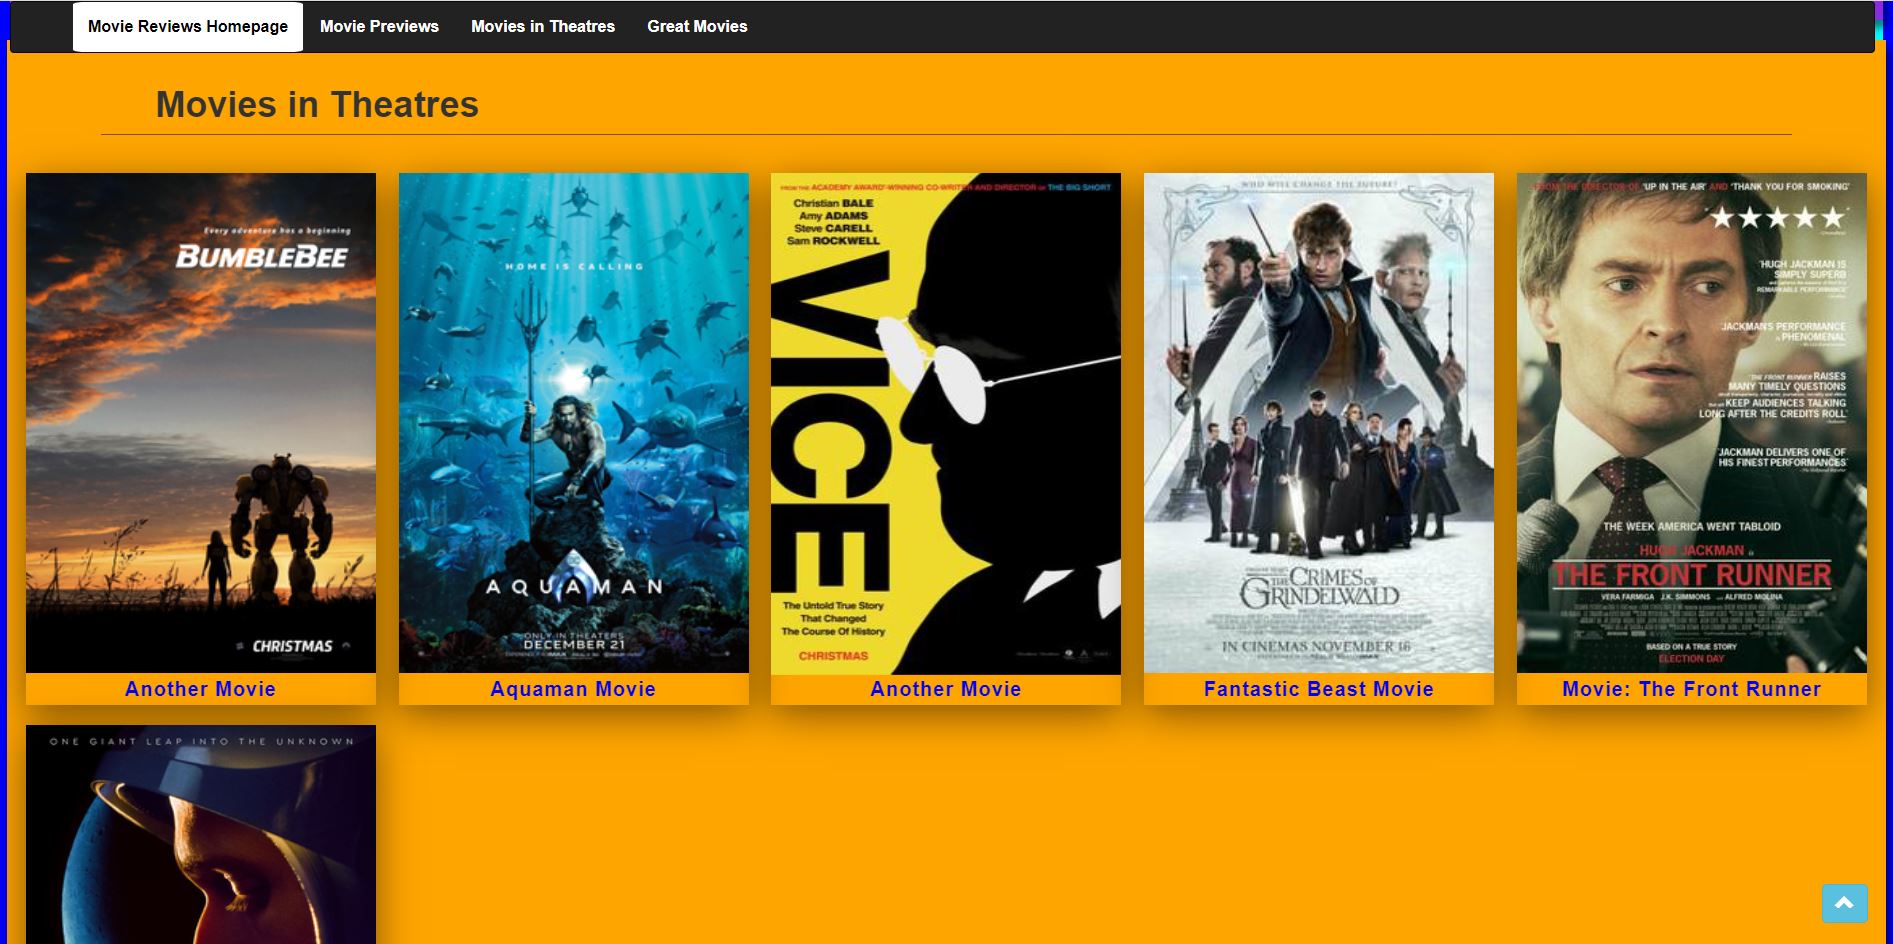 Movie Reviews Homepage Movie Previews Movies in Theatres Great Movies
Movies in Theatres
Every adventure has a beginning
BUMBLEBEE
CHRISTMAS
Another Movie
HOME IS CALLING
AQUAMAN
ONLY IN THEATERS
DECEMBER 21
Aquaman Movie
FROM THE ACADEMY AWARD®-WINNING CO-WRITER AND DIRECTOR OF THE BIG SHORT
Christian BALE
Amy ADAMS
Steve CARELL
Sam ROCKWELL
VICE
The Untold True Story
That Changed
The Course Of History
CHRISTMAS
Another Movie
WHO WILL CHANGE THE FUTURE?
THE CRIMES OF
GRINDELWALD
IN CINEMAS NOVEMBER 16
Fantastic Beast Movie
FROM THE DIRECTOR OF 'UP IN THE AIR' AND 'THANK YOU FOR SMOKING'
'HUGH JACKMAN IS
SIMPLY SUPERB
REMARKABLE PERFORMANCE'
'JACKMAN'S PERFORMANCE
IS PHENOMENAL'
'THE FRONT RUNNER RAISES
MANY TIMELY QUESTIONS
KEEP AUDIENCES TALKING
LONG AFTER THE CREDITS ROLL'
'JACKMAN DELIVERS ONE OF
HIS FINEST PERFORMANCES'
THE WEEK AMERICA WENT TABLOID
HUGH JACKMAN IS
THE FRONT RUNNER
VERA FARMIGA J.K. SIMMONS AND ALFRED MOLINA
BASED ON A TRUE STORY
ELECTION DAY
Movie: The Front Runner
ONE GIANT LEAP INTO THE UNKNOWN